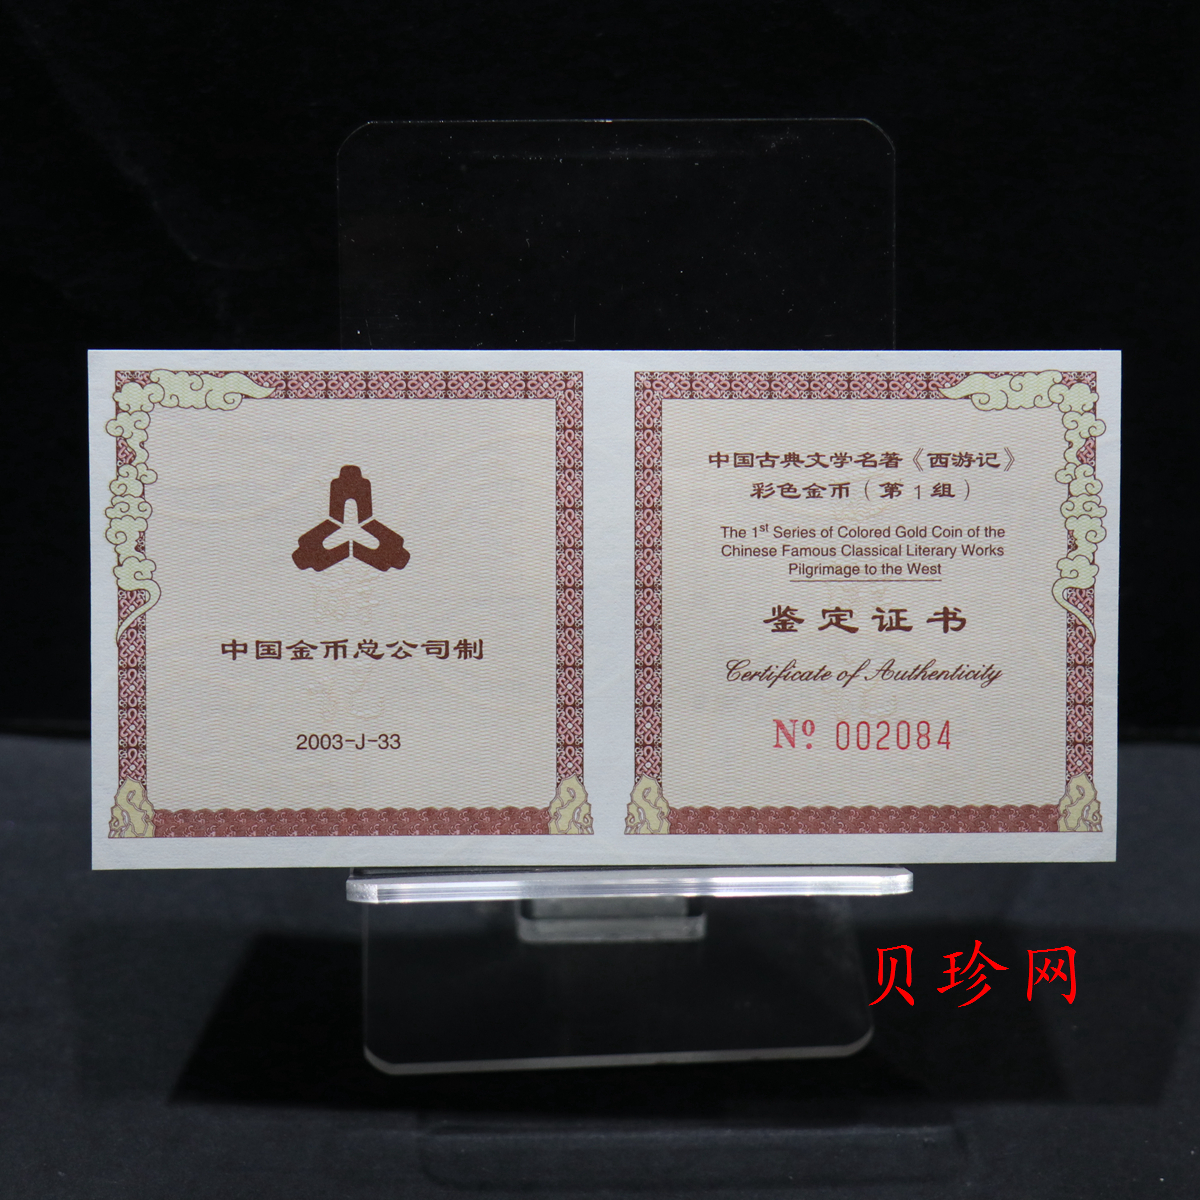 中国金币总公司制
2003-J-33
中国古典文学名著《西游记》
彩色金币（第1组）
The 1st Series of Colored Gold Coin of the
Chinese Famous Classical Literary Works
Pilgrimage to the West
鉴定证书
Certificate of Authenticity
Nº 002084
贝珍网